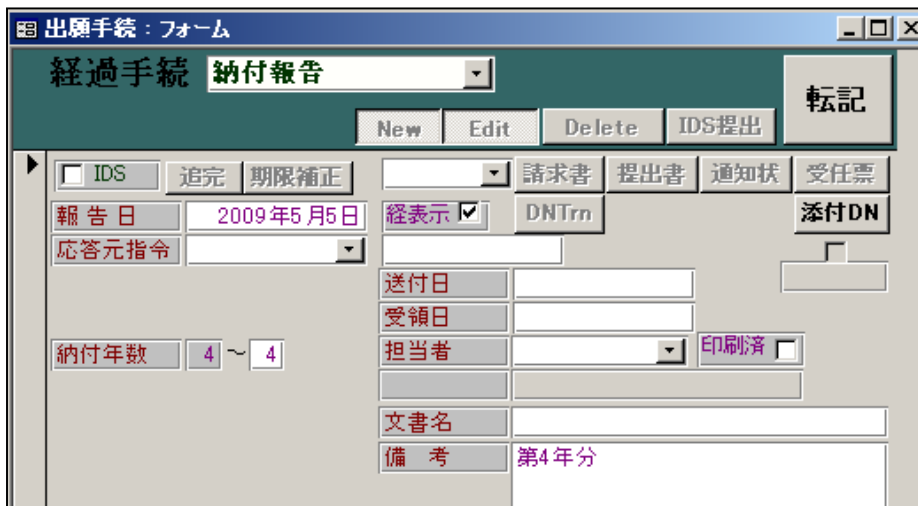 出願手続：フォーム
経過手続 納付報告
転記
New Edit Delete IDS提出
IDS 追完 期限補正 請求書 提出書 通知状 受任票
報告日 2009年5月5日 経表示 DNTrn 添付DN
応答元指令
送付日
受領日
納付年数 4 ～ 4 担当者 印刷済
文書名
備考 第4年分